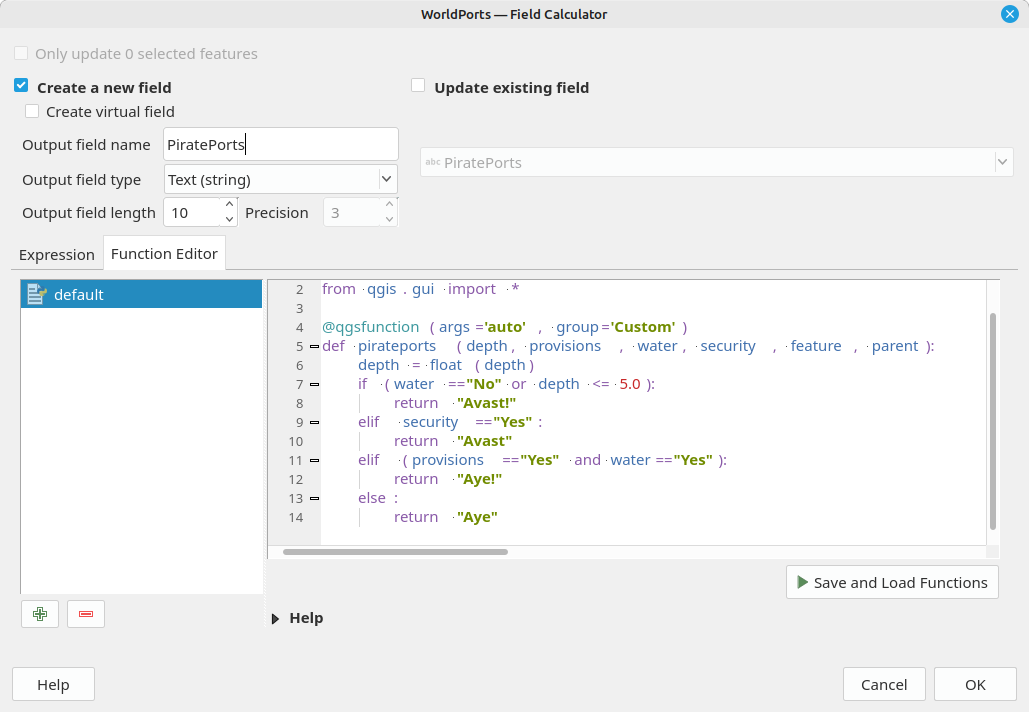 WorldPorts — Field Calculator
Only update 0 selected features
Create a new field
Update existing field
Create virtual field
Output field name PiratePorts
abc PiratePorts
Output field type Text (string)
Output field length 10 Precision 3
Expression Function Editor
default
2 from qgis.gui import *
3
4 @qgsfunction(args='auto', group='Custom')
5 def pirateports(depth, provisions, water, security, feature, parent):
6 depth = float(depth)
7 if (water =="No" or depth <= 5.0):
8 return "Avast!"
9 elif security =="Yes":
10 return "Avast"
11 elif (provisions =="Yes" and water=="Yes"):
12 return "Aye!"
13 else:
14 return "Aye"
Save and Load Functions
Help
Help Cancel OK